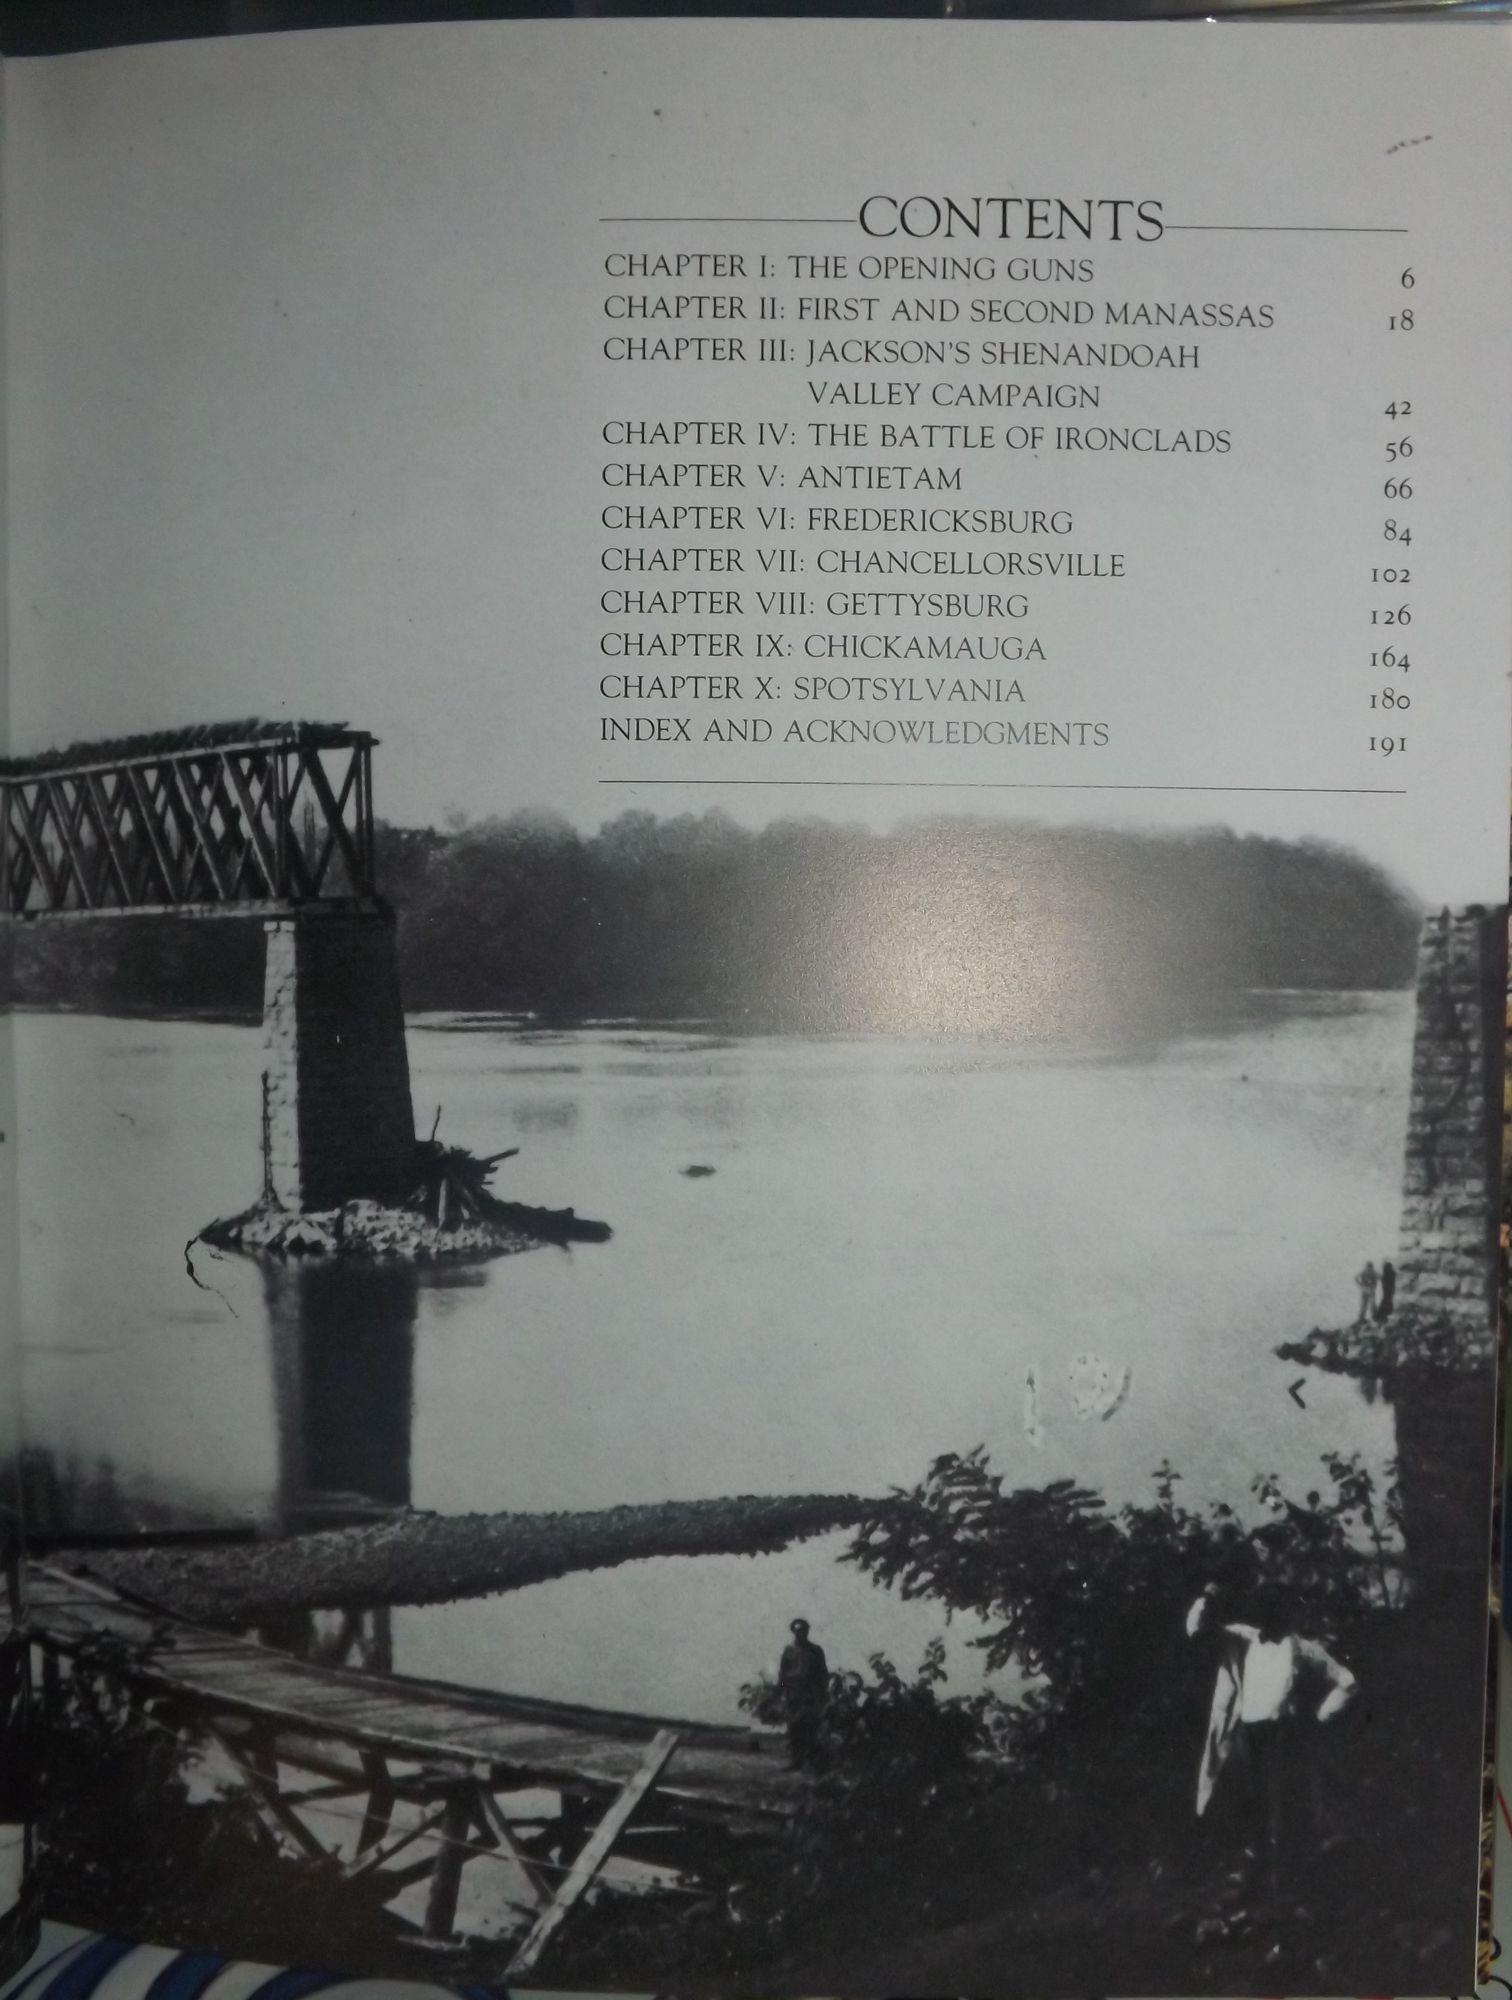 CONTENTS
CHAPTER I: THE OPENING GUNS 6
CHAPTER II: FIRST AND SECOND MANASSAS 18
CHAPTER III: JACKSON'S SHENANDOAH
VALLEY CAMPAIGN 42
CHAPTER IV: THE BATTLE OF IRONCLADS 56
CHAPTER V: ANTIETAM 66
CHAPTER VI: FREDERICKSBURG 84
CHAPTER VII: CHANCELLORSVILLE 102
CHAPTER VIII: GETTYSBURG 126
CHAPTER IX: CHICKAMAUGA 164
CHAPTER X: SPOTSYLVANIA 180
INDEX AND ACKNOWLEDGMENTS 191